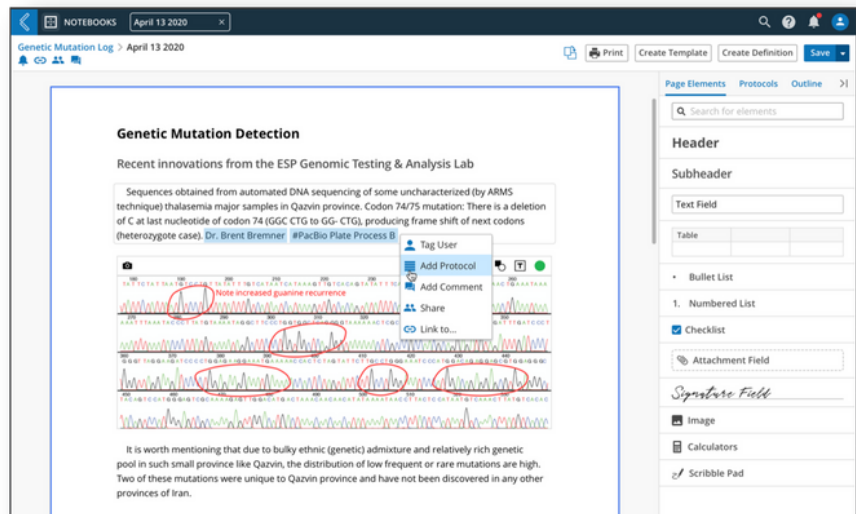 NOTEBOOKS
April 13 2020 ×
Genetic Mutation Log > April 13 2020
Print
Create Template
Create Definition
Save
Page Elements Protocols Outline
Search for elements
Header
Subheader
Text Field
Table
• Bullet List
1. Numbered List
Checklist
Attachment Field
Signature Field
Image
Calculators
Scribble Pad
Genetic Mutation Detection
Recent innovations from the ESP Genomic Testing & Analysis Lab
Sequences obtained from automated DNA sequencing of some uncharacterized (by ARMS
technique) thalasemia major samples in Qazvin province. Codon 74/75 mutation: There is a deletion
of C at last nucleotide of codon 74 (GGC CTG to GG- CTG), producing frame shift of next codons
(heterozygote case). Dr. Brent Bremner #PacBio Plate Process B
Tag User
Add Protocol
Add Comment
Share
Link to...
T
Note increased guanine recurrence
It is worth mentioning that due to bulky ethnic (genetic) admixture and relatively rich genetic
pool in such small province like Qazvin, the distribution of low frequent or rare mutations are high.
Two of these mutations were unique to Qazvin province and have not been discovered in any other
provinces of Iran.